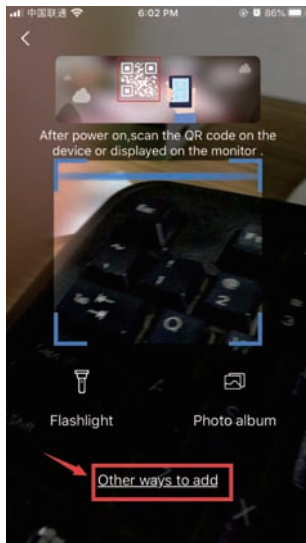 中国联通 6:02 PM 86%
After power on,scan the QR code on the
device or displayed on the monitor .
Flashlight Photo album
Other ways to add